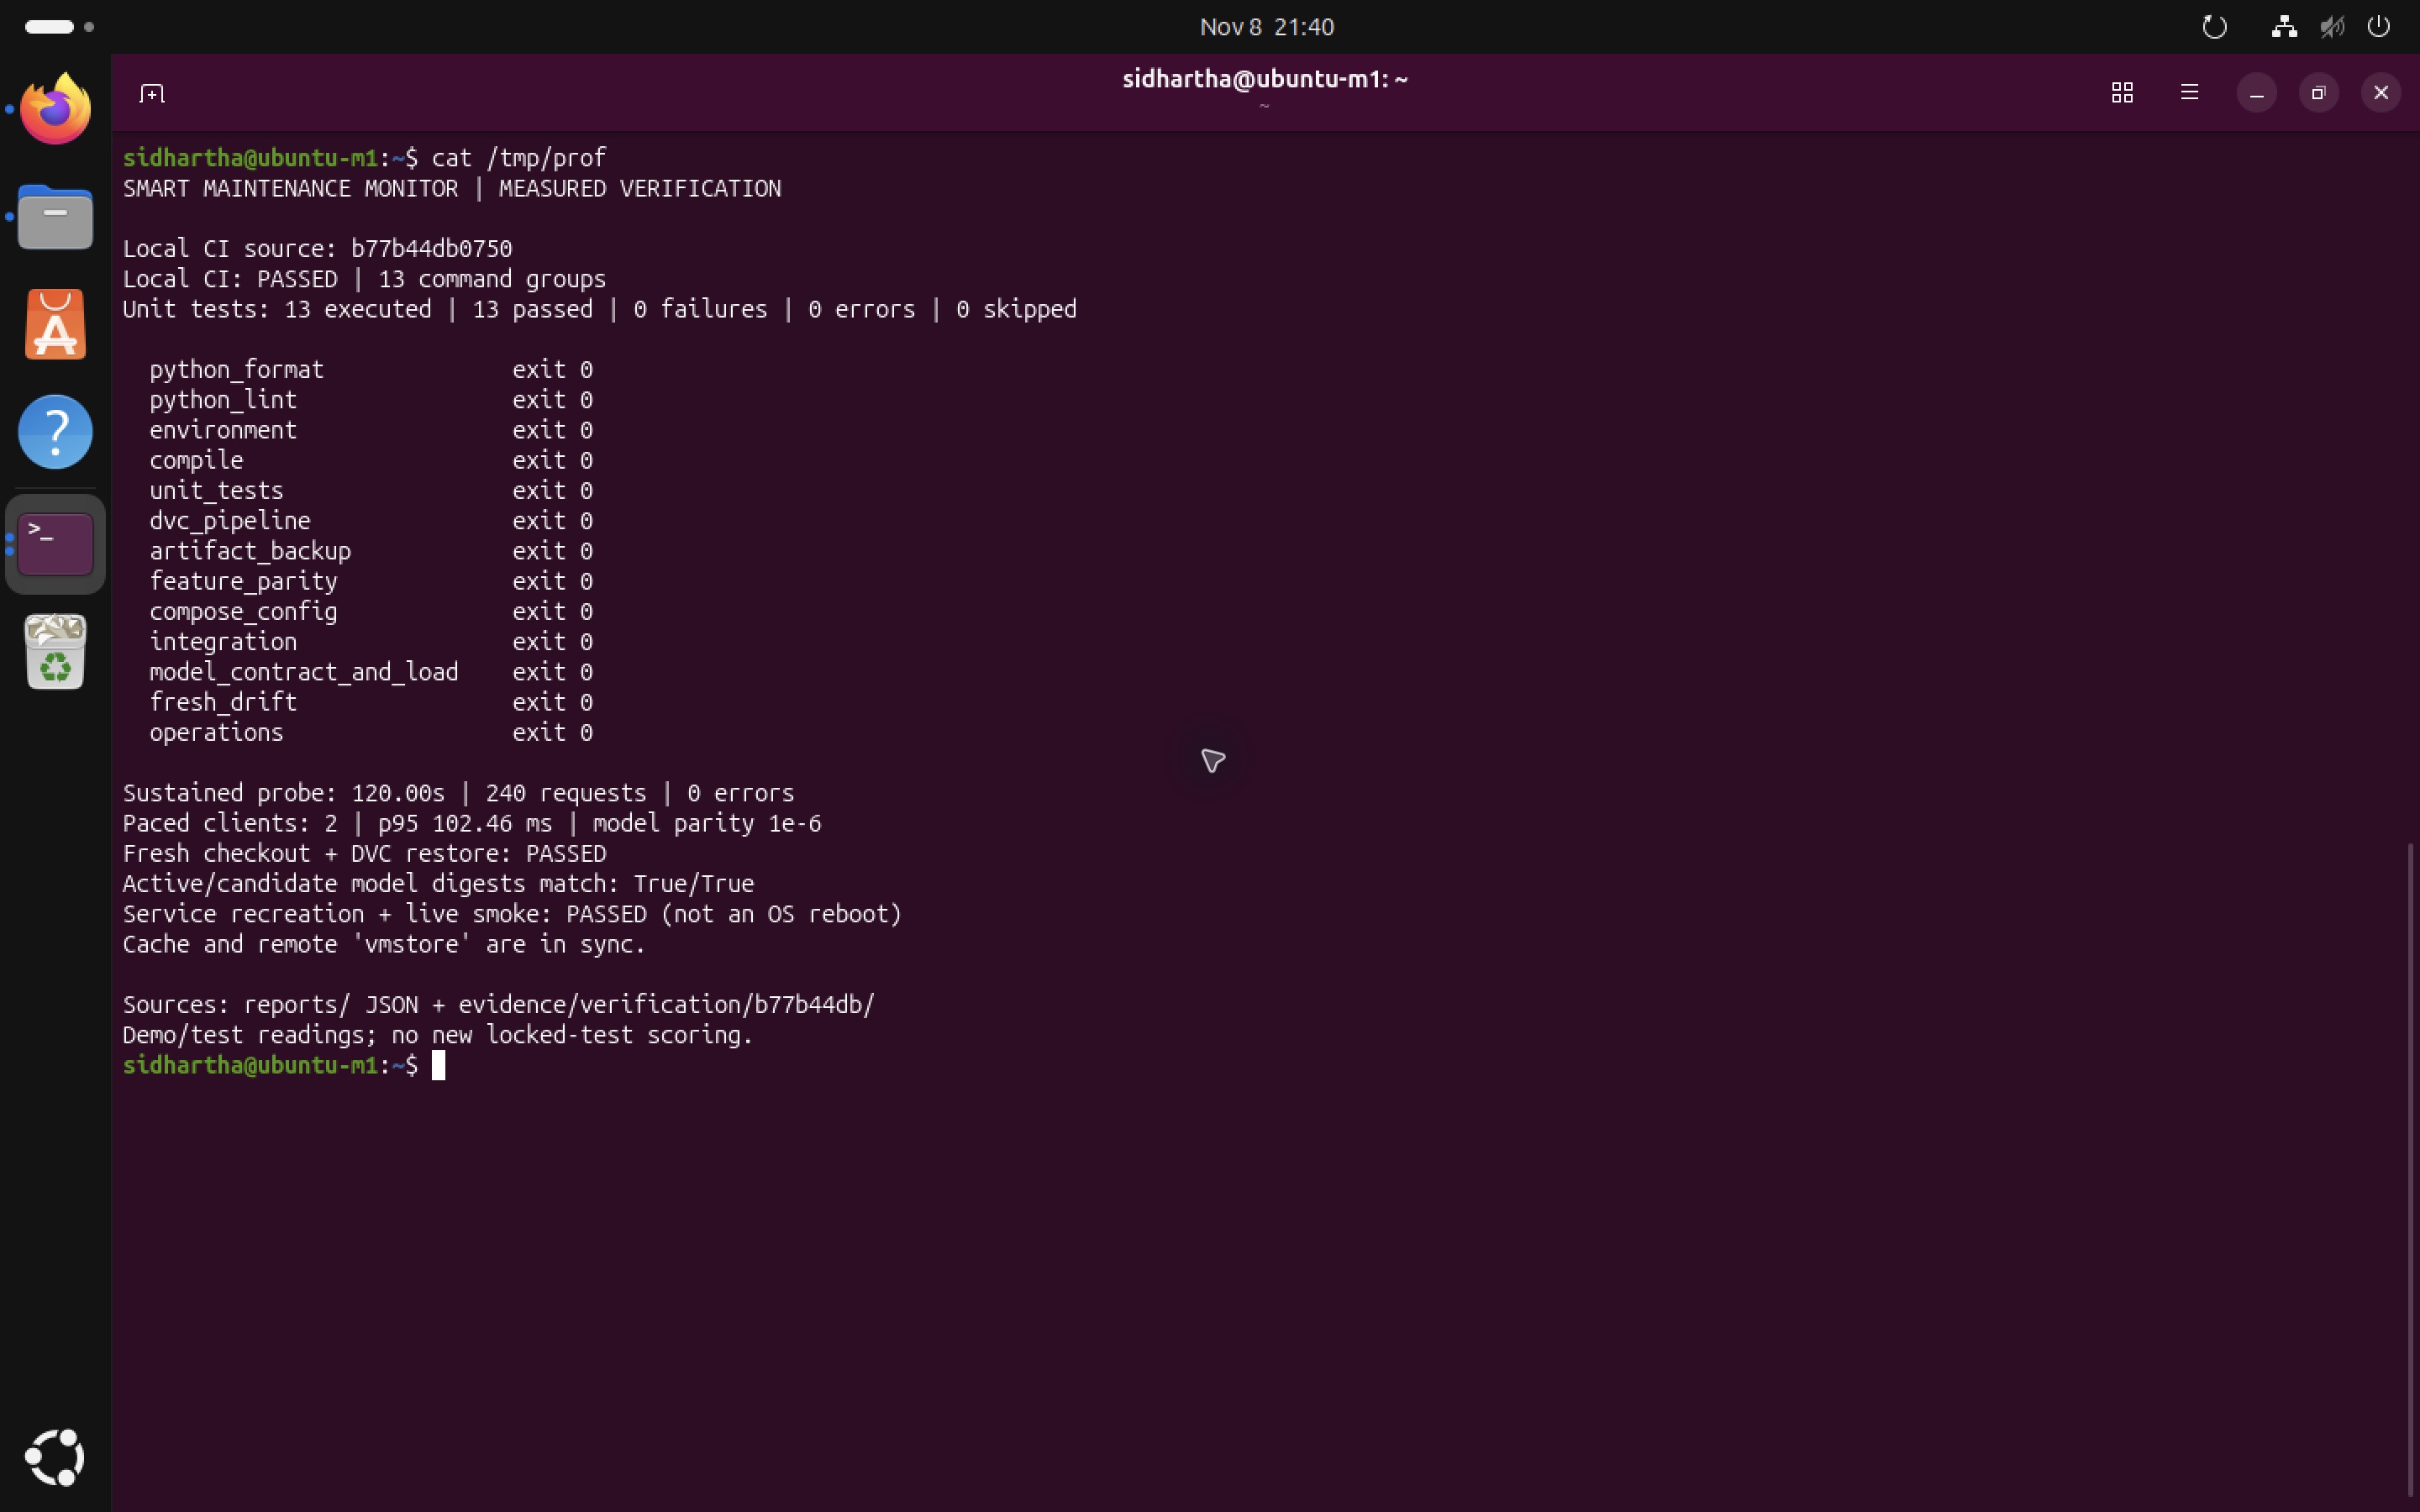 Nov 8 21:40
sidhartha@ubuntu-m1: ~
~
sidhartha@ubuntu-m1:~$ cat /tmp/prof
SMART MAINTENANCE MONITOR | MEASURED VERIFICATION
Local CI source: b77b44db0750
Local CI: PASSED | 13 command groups
Unit tests: 13 executed | 13 passed | 0 failures | 0 errors | 0 skipped
python_format exit 0
python_lint exit 0
environment exit 0
compile exit 0
unit_tests exit 0
dvc_pipeline exit 0
artifact_backup exit 0
feature_parity exit 0
compose_config exit 0
integration exit 0
model_contract_and_load exit 0
fresh_drift exit 0
operations exit 0
Sustained probe: 120.00s | 240 requests | 0 errors
Paced clients: 2 | p95 102.46 ms | model parity 1e-6
Fresh checkout + DVC restore: PASSED
Active/candidate model digests match: True/True
Service recreation + live smoke: PASSED (not an OS reboot)
Cache and remote 'vmstore' are in sync.
Sources: reports/ JSON + evidence/verification/b77b44db/
Demo/test readings; no new locked-test scoring.
sidhartha@ubuntu-m1:~$